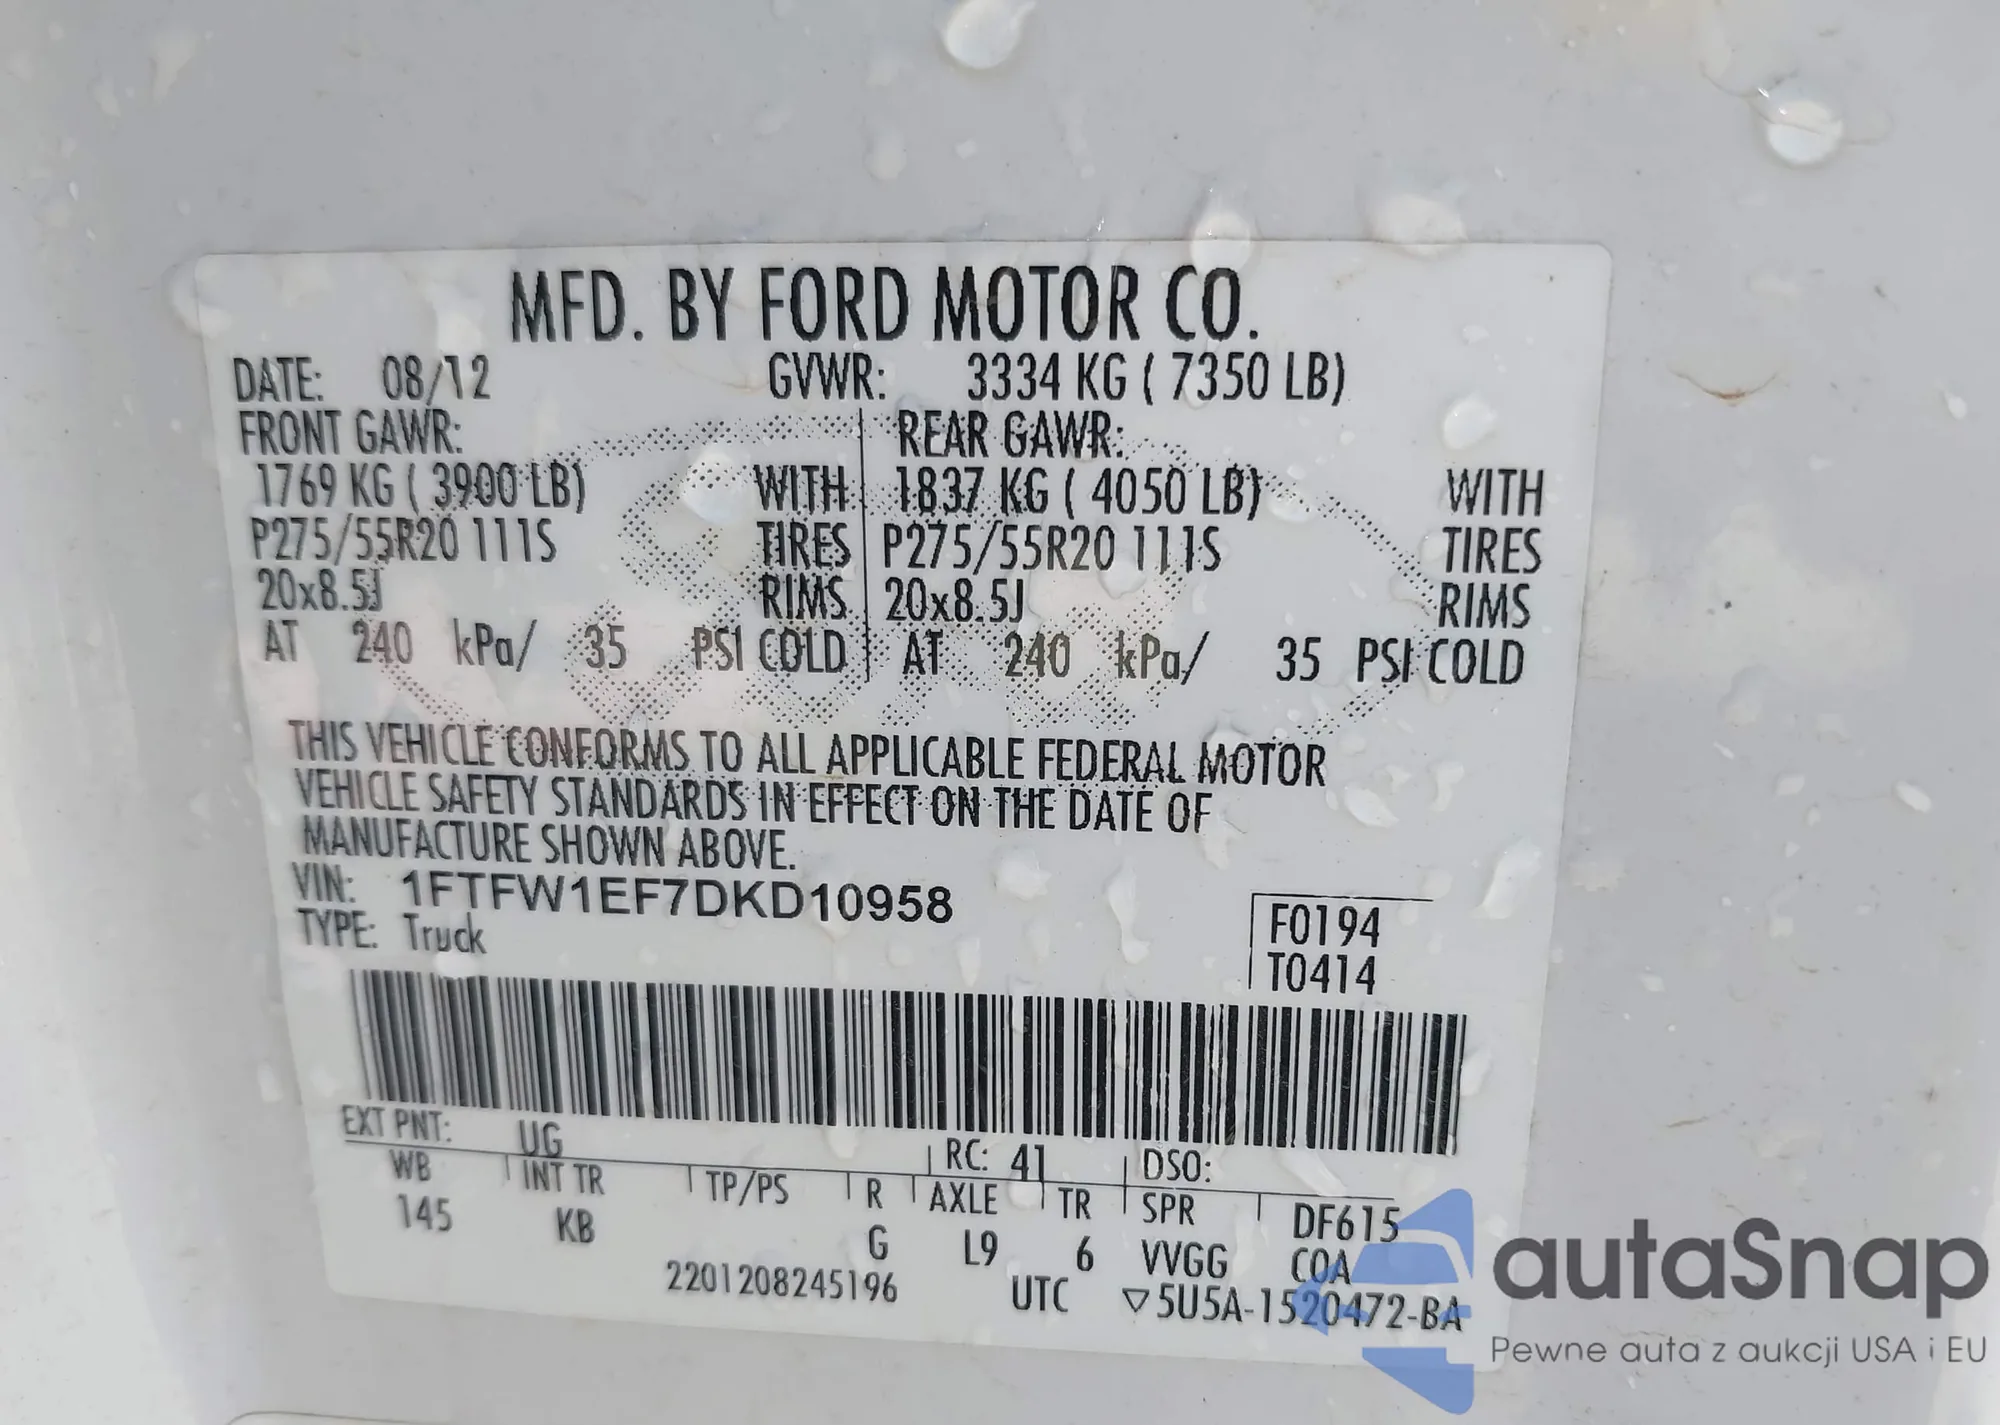 MFD. BY FORD MOTOR CO.
DATE: 08/12 GVWR: 3334 KG ( 7350 LB)
FRONT GAWR: REAR GAWR:
1769 KG ( 3900 LB) WITH 1837 KG ( 4050 LB) WITH
P275/55R20 111S TIRES P275/55R20 111S TIRES
20x8.5J RIMS 20x8.5J RIMS
AT 240 kPa/ 35 PSI COLD AT 240 kPa/ 35 PSI COLD
THIS VEHICLE CONFORMS TO ALL APPLICABLE FEDERAL MOTOR
VEHICLE SAFETY STANDARDS IN EFFECT ON THE DATE OF
MANUFACTURE SHOWN ABOVE.
VIN: 1FTFW1EF7DKD10958
TYPE: Truck
F0194
T0414
EXT PNT: UG RC: 41 DSO:
WB INT TR TP/PS R AXLE TR SPR DF615
145 KB G L9 6 VVGG COA
2201208245196 UTC ▽5U5A-1520472-BA
autaSnap
Pewne auta z aukcji USA i EU